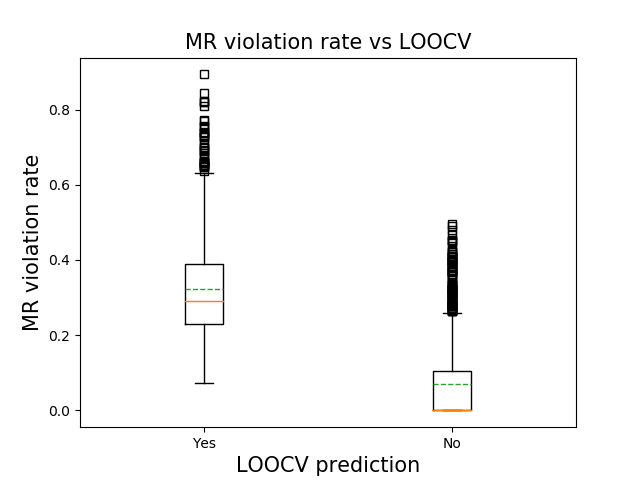 MR violation rate vs LOOCV
MR violation rate
0.8
0.6
0.4
0.2
0.0
Yes
No
LOOCV prediction